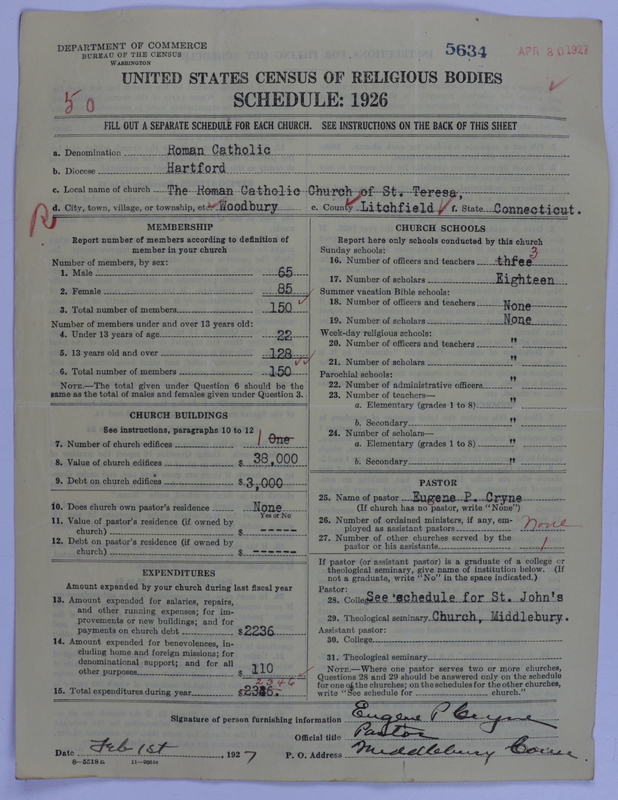 DEPARTMENT OF COMMERCE
BUREAU OF THE CENSUS
WASHINGTON
5634
APR 30 1927
UNITED STATES CENSUS OF RELIGIOUS BODIES
50
SCHEDULE: 1926
FILL OUT A SEPARATE SCHEDULE FOR EACH CHURCH. SEE INSTRUCTIONS ON THE BACK OF THIS SHEET
a. Denomination Roman Catholic
b. Diocese Hartford
c. Local name of church The Roman Catholic Church of St. Teresa,
R
d. City, town, village, or township, etc. Woodbury e. County Litchfield f. State Connecticut.
MEMBERSHIP
Report number of members according to definition of
member in your church
Number of members, by sex:
1. Male 65
2. Female 85
3. Total number of members 150
Number of members under and over 13 years old:
4. Under 13 years of age 22
5. 13 years old and over 128
6. Total number of members 150
NOTE.—The total given under Question 6 should be the
same as the total of males and females given under Question 3.
CHURCH BUILDINGS
See instructions, paragraphs 10 to 12
7. Number of church edifices 1 One
8. Value of church edifices $ 38,000
9. Debt on church edifices $3,000
10. Does church own pastor's residence None
Yes or No
11. Value of pastor's residence (if owned by
church) $ ------
12. Debt on pastor's residence (if owned by
church) $ ------
EXPENDITURES
Amount expended by your church during last fiscal year
13. Amount expended for salaries, repairs,
and other running expenses; for im-
provements or new buildings; and for
payments on church debt $2236
14. Amount expended for benevolences, in-
cluding home and foreign missions; for
denominational support; and for all
other purposes $ 110
2346
15. Total expenditures during year $
CHURCH SCHOOLS
Report here only schools conducted by this church
Sunday schools:
16. Number of officers and teachers three 3
17. Number of scholars Eighteen
Summer vacation Bible schools:
18. Number of officers and teachers None
19. Number of scholars None
Week-day religious schools:
20. Number of officers and teachers "
21. Number of scholars "
Parochial schools:
22. Number of administrative officers "
23. Number of teachers—
a. Elementary (grades 1 to 8) "
b. Secondary "
24. Number of scholars—
a. Elementary (grades 1 to 8) "
b. Secondary "
PASTOR
25. Name of pastor Eugene P. Cryne
(If church has no pastor, write "None")
26. Number of ordained ministers, if any, em-
ployed as assistant pastors none
27. Number of other churches served by the
pastor or his assistants 1
If pastor (or assistant pastor) is a graduate of a college or
theological seminary, give name of institution below. (If
not a graduate, write "No" in the space indicated.)
Pastor:
28. College See schedule for St. John's
29. Theological seminary Church, Middlebury.
Assistant pastor:
30. College
31. Theological seminary
NOTE.—Where one pastor serves two or more churches,
Questions 28 and 29 should be answered only on the schedule
for one of the churches; on the schedules for the other churches,
write "See schedule for church."
Signature of person furnishing information Eugene P Cryne
Official title Pastor
Date Feb 1st, 1927 P. O. Address Middlebury Conn.
8—5518a 11—